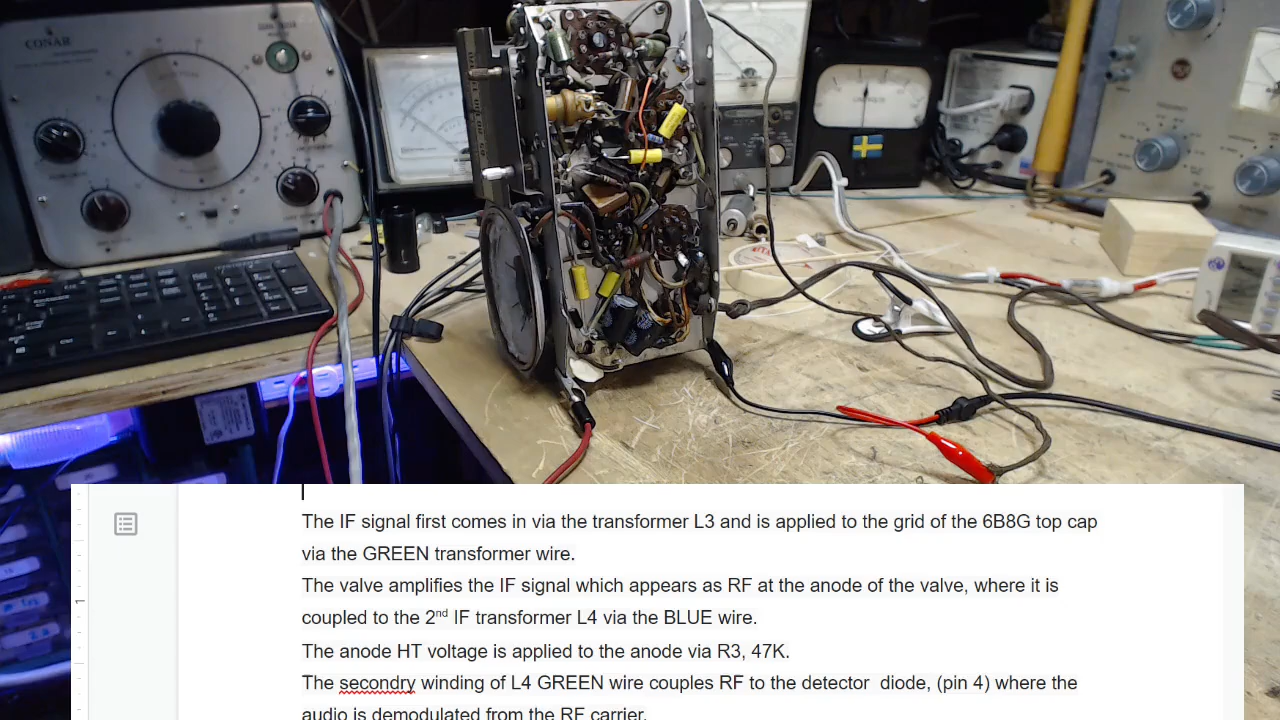 CONAR
The IF signal first comes in via the transformer L3 and is applied to the grid of the 6B8G top cap
via the GREEN transformer wire.
The valve amplifies the IF signal which appears as RF at the anode of the valve, where it is
coupled to the 2nd IF transformer L4 via the BLUE wire.
The anode HT voltage is applied to the anode via R3, 47K.
The secondry winding of L4 GREEN wire couples RF to the detector diode, (pin 4) where the
audio is demodulated from the RF carrier.
1